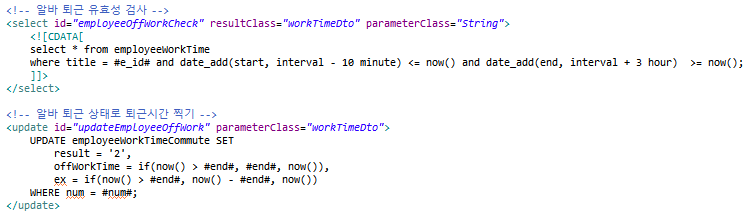 <!-- 알바 퇴근 유효성 검사 -->
<select id="employeeOffWorkCheck" resultClass="workTimeDto" parameterClass="String">
<![CDATA[
select * from employeeWorkTime
where title = #e_id# and date_add(start, interval - 10 minute) <= now() and date_add(end, interval + 3 hour)  >= now();
]]>
</select>
<!-- 알바 퇴근 상태로 퇴근시간 찍기 -->
<update id="updateEmployeeOffWork" parameterClass="workTimeDto">
UPDATE employeeWorkTimeCommute SET
result = '2',
offWorkTime = if(now() > #end#, #end#, now()),
ex = if(now() > #end#, now() - #end#, now())
WHERE num = #num#;
</update>